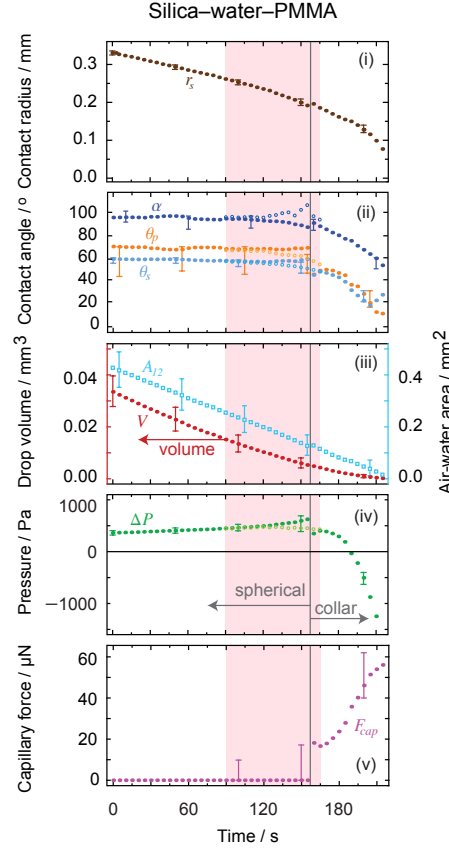 Silica–water–PMMA
Contact radius / mm
0.3
0.2
0.1
0.0
(i)
r_s
Contact angle / º
100
80
60
40
20
0
(ii)
α
θ_p
θ_s
Drop volume / mm³
0.04
0.02
0.00
(iii)
A_12
V
volume
0.4
0.2
0.0
Air-water area / mm²
Pressure / Pa
1000
0
−1000
(iv)
ΔP
spherical
collar
Capillary force / µN
60
40
20
0
F_cap
(v)
0 60 120 180
Time / s